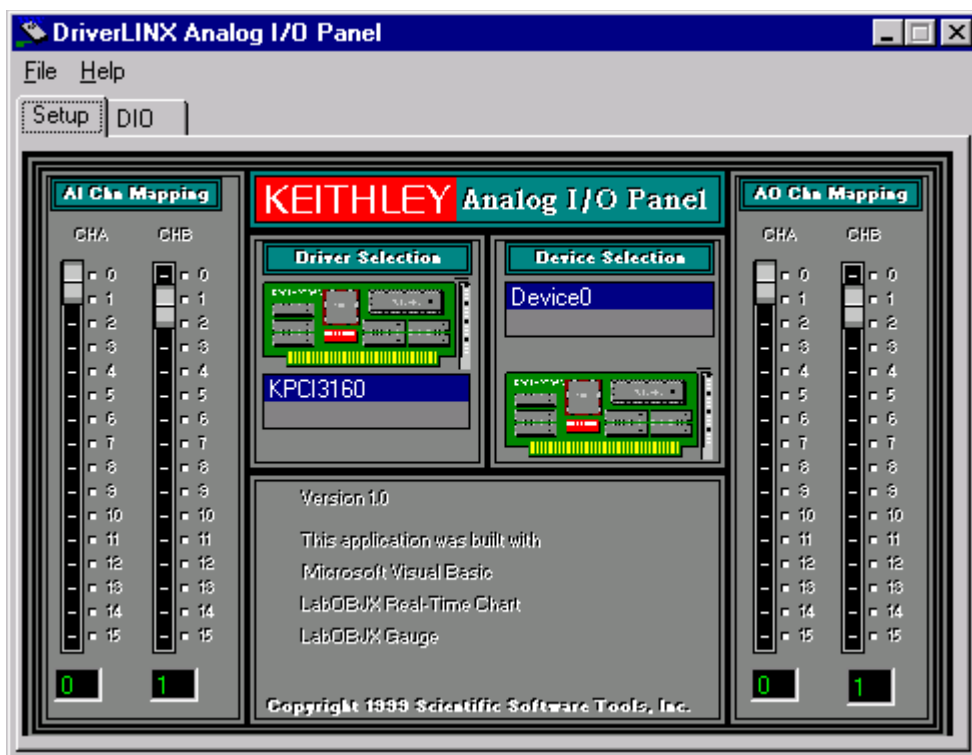 DriverLINX Analog I/O Panel
File Help
Setup DIO
AI Chn Mapping
CHA CHB
0 0
1 1
2 2
3 3
4 4
5 5
6 6
7 7
8 8
9 9
10 10
11 11
12 12
13 13
14 14
15 15
0 1
KEITHLEY Analog I/O Panel
Driver Selection
KPCI3160
Device Selection
Device0
Version 1.0
This application was built with
Microsoft Visual Basic
LabOBJX Real-Time Chart
LabOBJX Gauge
Copyright 1999 Scientific Software Tools, Inc.
AO Chn Mapping
CHA CHB
0 0
1 1
2 2
3 3
4 4
5 5
6 6
7 7
8 8
9 9
10 10
11 11
12 12
13 13
14 14
15 15
0 1